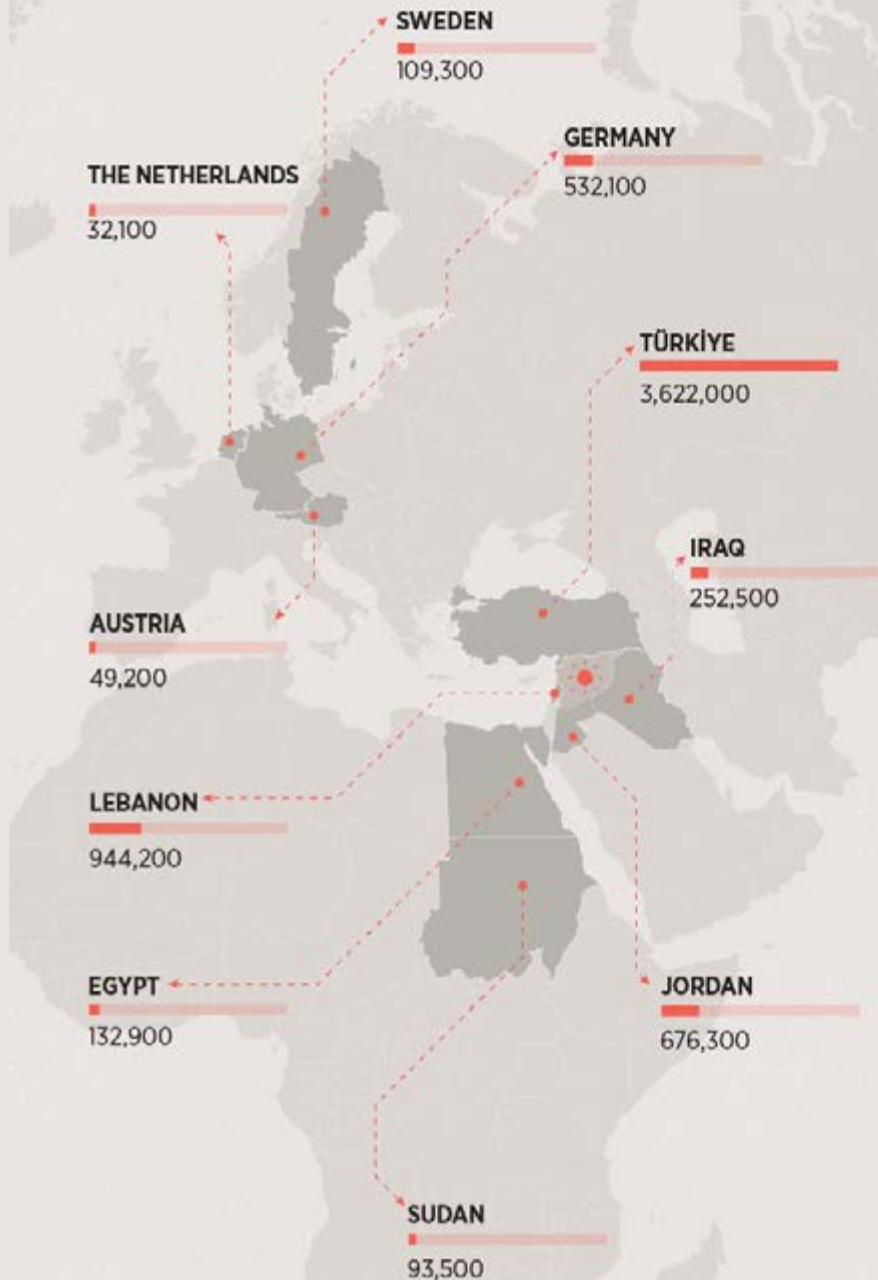 SWEDEN
109,300
GERMANY
532,100
THE NETHERLANDS
32,100
TÜRKİYE
3,622,000
IRAQ
252,500
AUSTRIA
49,200
LEBANON
944,200
EGYPT
132,900
JORDAN
676,300
SUDAN
93,500